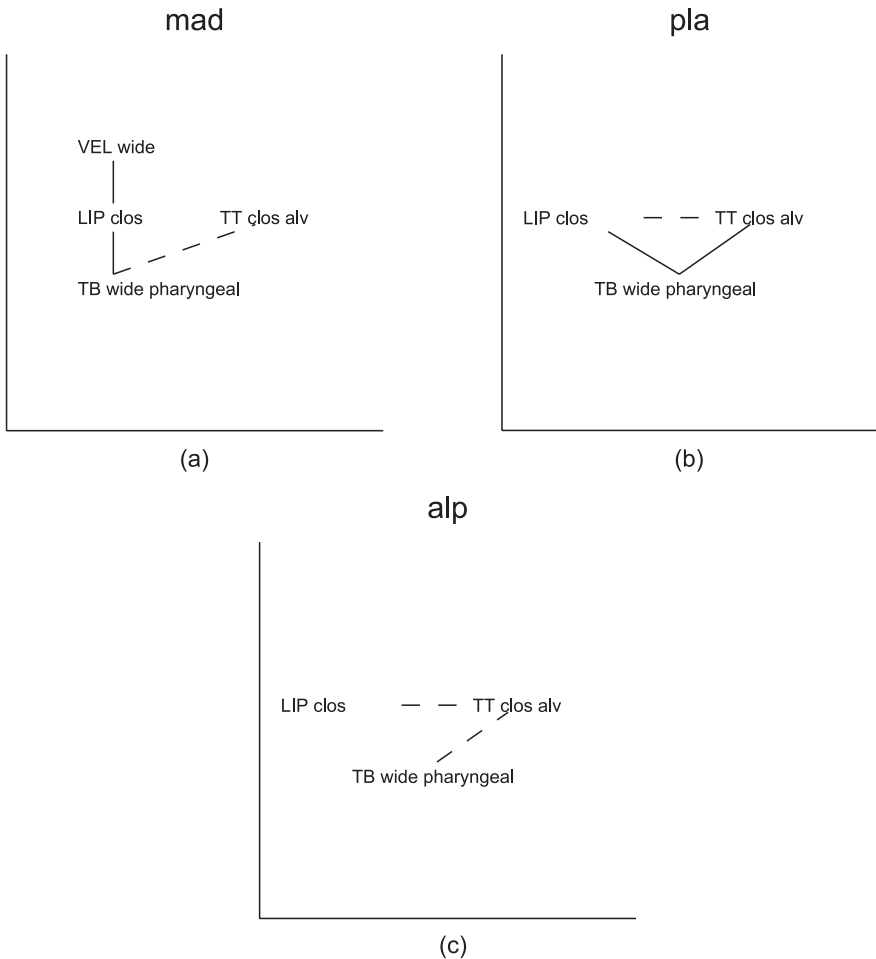 mad
VEL wide
LIP clos TT clos alv
TB wide pharyngeal
(a)
pla
LIP clos TT clos alv
TB wide pharyngeal
(b)
alp
LIP clos TT clos alv
TB wide pharyngeal
(c)